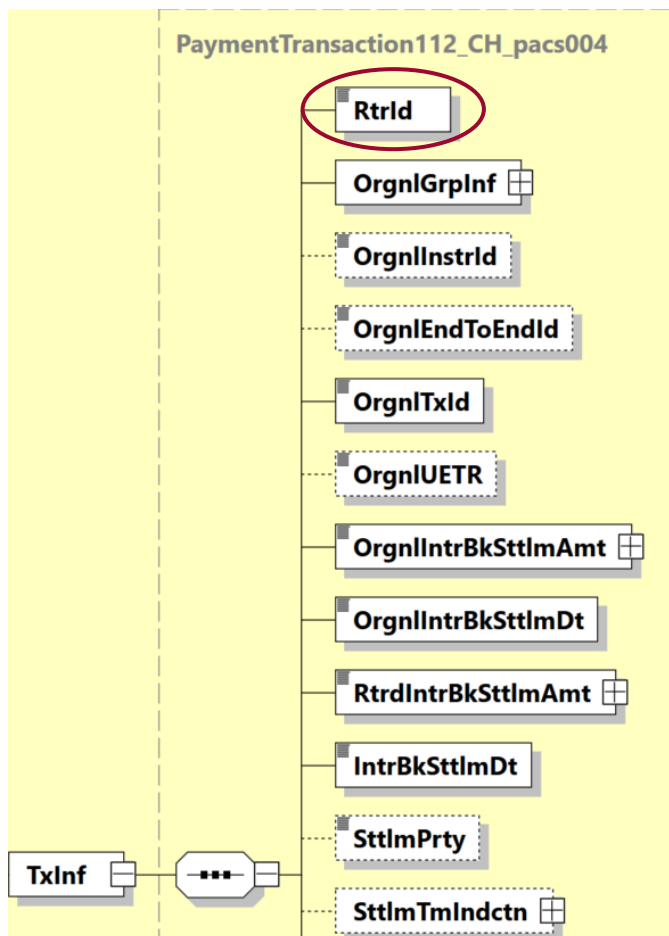 PaymentTransaction112_CH_pacs004
RtrId
OrgnlGrpInf
OrgnlInstrId
OrgnlEndToEndId
OrgnlTxId
OrgnlUETR
OrgnlIntrBkSttlmAmt
OrgnlIntrBkSttlmDt
RtrdIntrBkSttlmAmt
IntrBkSttlmDt
SttlmPrty
TxInf
SttlmTmIndctn